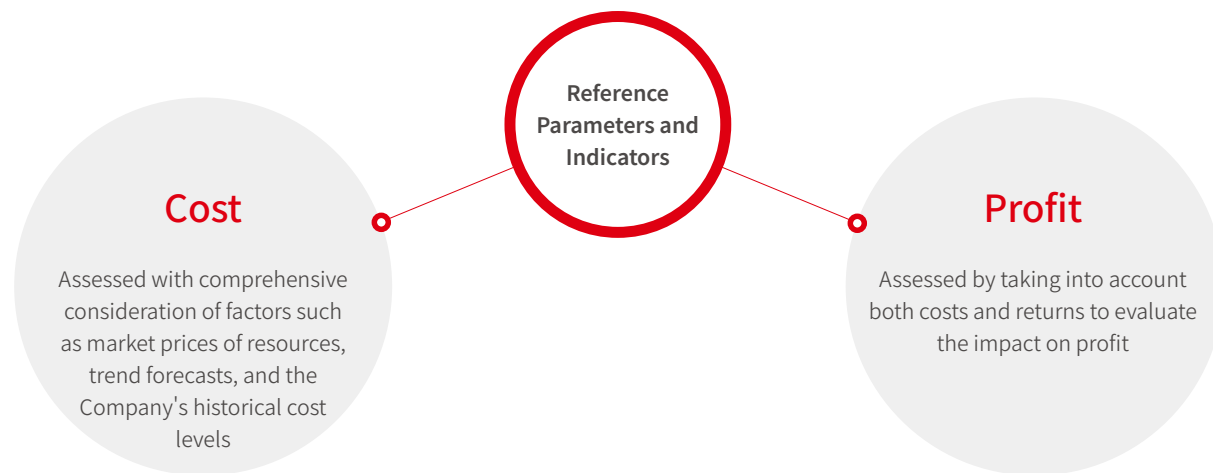 Reference
Parameters and
Indicators
Cost
Assessed with comprehensive
consideration of factors such
as market prices of resources,
trend forecasts, and the
Company's historical cost
levels
Profit
Assessed by taking into account
both costs and returns to evaluate
the impact on profit